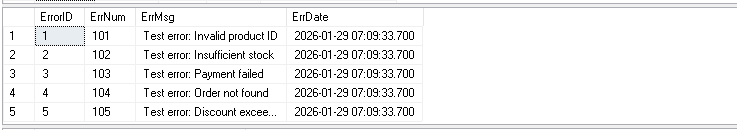 ErrorID ErrNum ErrMsg ErrDate
1 1 101 Test error: Invalid product ID 2026-01-29 07:09:33.700
2 2 102 Test error: Insufficient stock 2026-01-29 07:09:33.700
3 3 103 Test error: Payment failed 2026-01-29 07:09:33.700
4 4 104 Test error: Order not found 2026-01-29 07:09:33.700
5 5 105 Test error: Discount excee... 2026-01-29 07:09:33.700